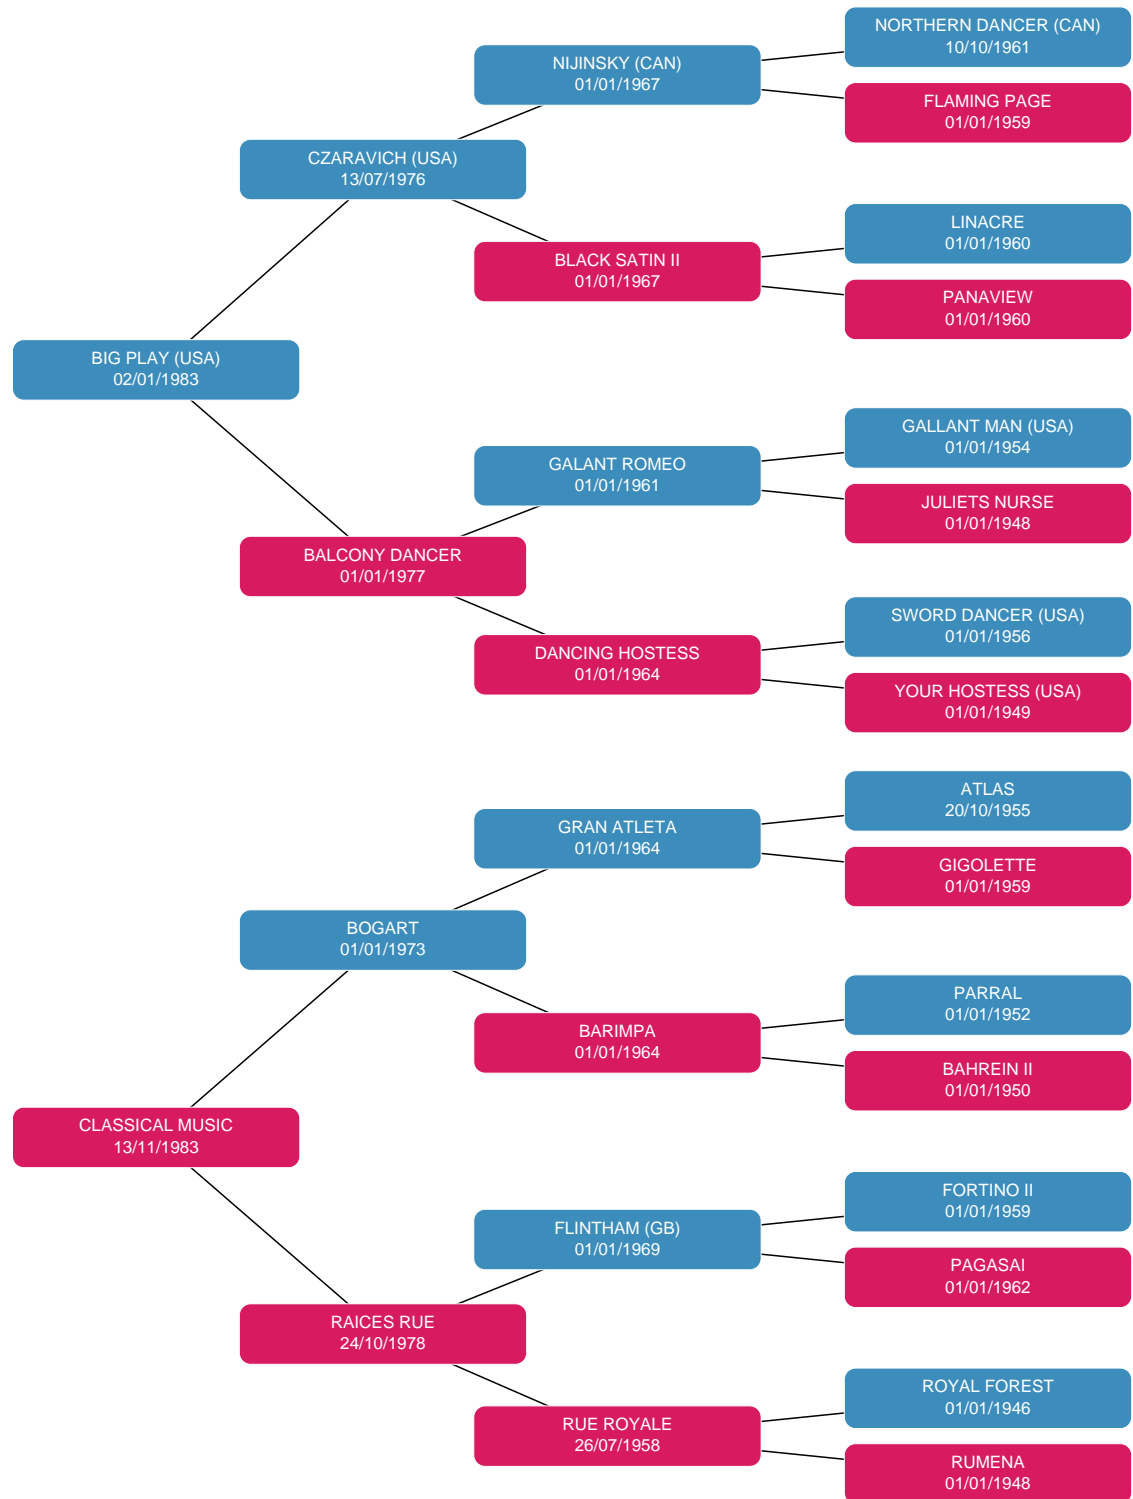 NORTHERN DANCER (CAN)
10/10/1961
NIJINSKY (CAN)
01/01/1967
FLAMING PAGE
01/01/1959
CZARAVICH (USA)
13/07/1976
LINACRE
01/01/1960
BLACK SATIN II
01/01/1967
PANAVIEW
01/01/1960
BIG PLAY (USA)
02/01/1983
GALLANT MAN (USA)
01/01/1954
GALANT ROMEO
01/01/1961
JULIETS NURSE
01/01/1948
BALCONY DANCER
01/01/1977
SWORD DANCER (USA)
01/01/1956
DANCING HOSTESS
01/01/1964
YOUR HOSTESS (USA)
01/01/1949
ATLAS
20/10/1955
GRAN ATLETA
01/01/1964
GIGOLETTE
01/01/1959
BOGART
01/01/1973
PARRAL
01/01/1952
BARIMPA
01/01/1964
BAHREIN II
01/01/1950
CLASSICAL MUSIC
13/11/1983
FORTINO II
01/01/1959
FLINTHAM (GB)
01/01/1969
PAGASAI
01/01/1962
RAICES RUE
24/10/1978
ROYAL FOREST
01/01/1946
RUE ROYALE
26/07/1958
RUMENA
01/01/1948